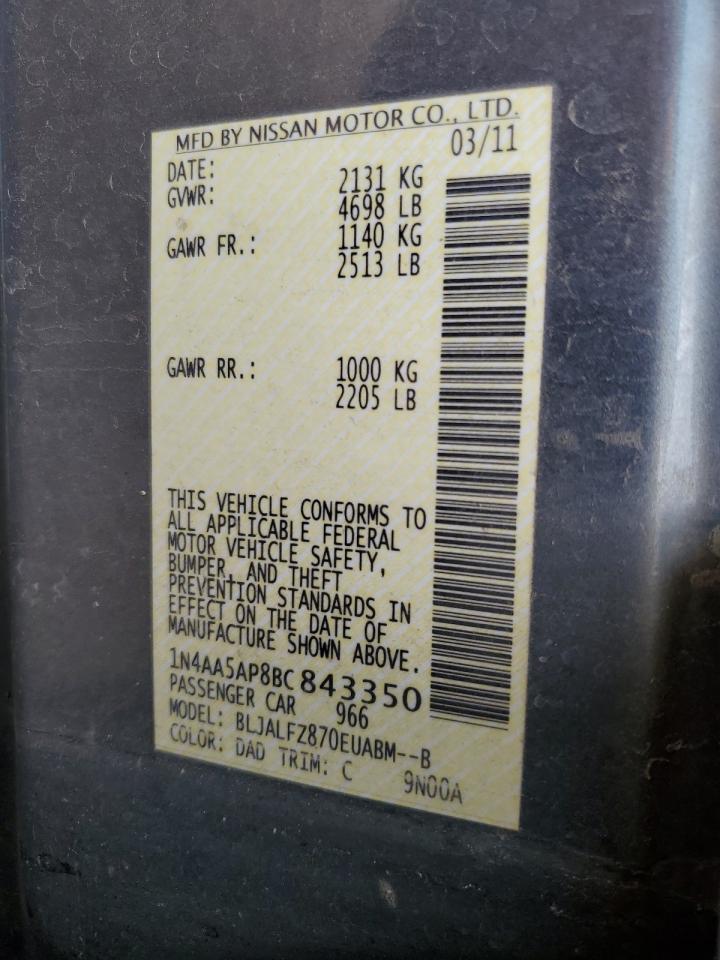 MFD BY NISSAN MOTOR CO., LTD.
DATE: 03/11
GVWR: 2131 KG
4698 LB
GAWR FR.: 1140 KG
2513 LB
GAWR RR.: 1000 KG
2205 LB
THIS VEHICLE CONFORMS TO
ALL APPLICABLE FEDERAL
MOTOR VEHICLE SAFETY,
BUMPER, AND THEFT
PREVENTION STANDARDS IN
EFFECT ON THE DATE OF
MANUFACTURE SHOWN ABOVE.
1N4AA5AP8BC843350
PASSENGER CAR 966
MODEL: BLJALFZ870EUABM--B
COLOR: DAD TRIM: C 9N00A